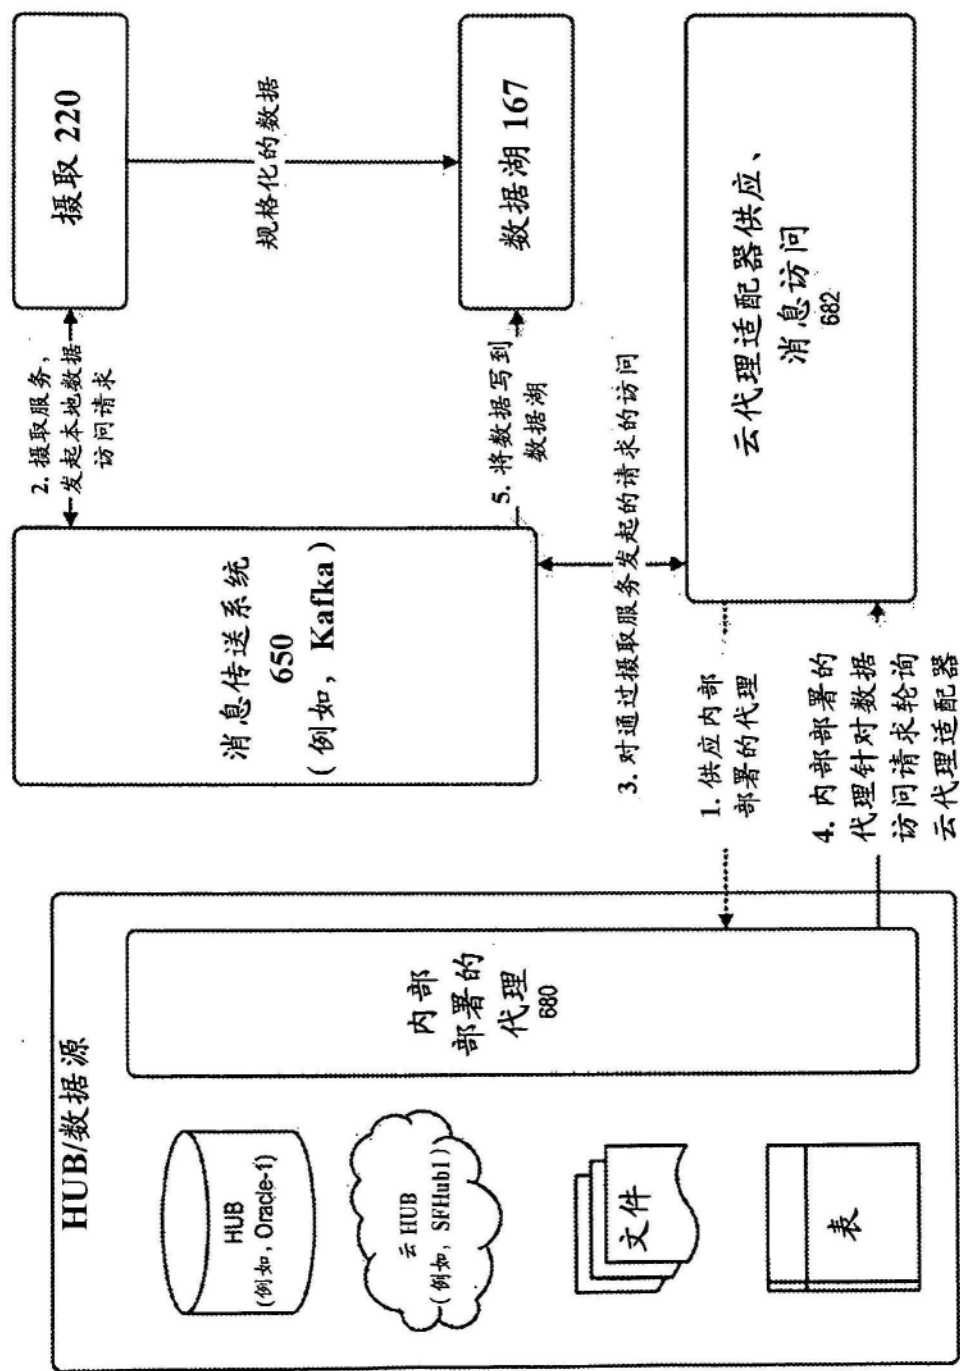 HUB/数据源
HUB
(例如, Oracle-1)
云 HUB
(例如, SFHub1)
文件
表
内部
部署的
代理
680
消息传送系统
650
(例如, Kafka)
2. 摄取服务,
发起本地数据
访问请求
摄取 220
规格化的数据
数据湖 167
5. 将数据写到
数据湖
3. 对通过摄取服务发起的请求的访问
1. 供应内部
部署的代理
4. 内部部署的
代理针对数据
访问请求轮询
云代理适配器
云代理适配器供应、
消息访问
682